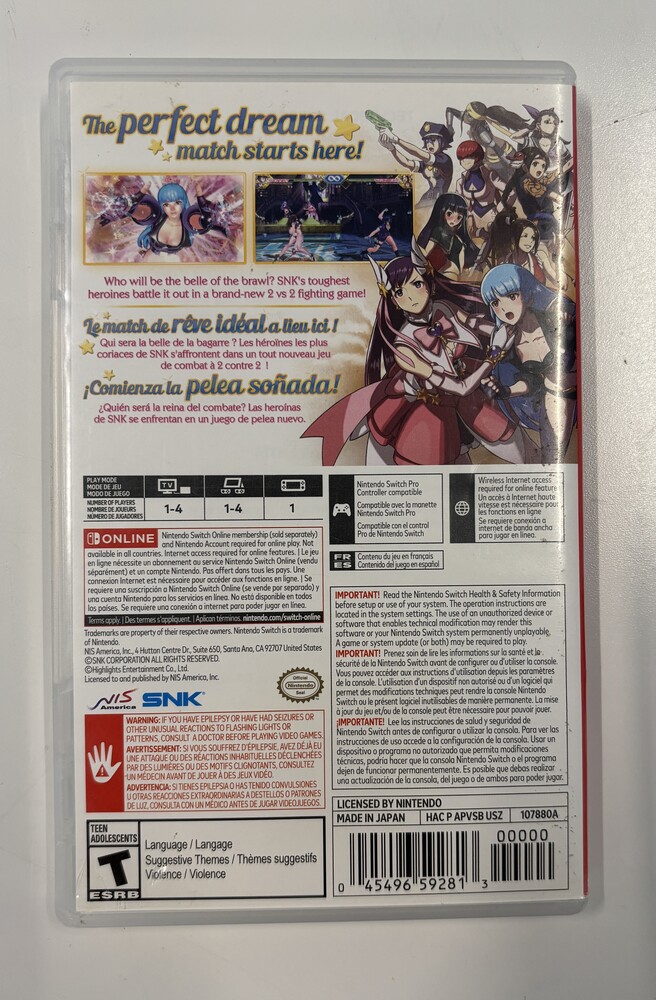 The perfect dream
match starts here!
Who will be the belle of the brawl? SNK's toughest
heroines battle it out in a brand-new 2 vs 2 fighting game!
Le match de rêve idéal a lieu ici !
Qui sera la belle de la bagarre ? Les héroïnes les plus
coriaces de SNK s'affrontent dans un tout nouveau jeu
de combat à 2 contre 2 !
¡Comienza la pelea soñada!
¿Quién será la reina del combate? Las heroínas
de SNK se enfrentan en un juego de pelea nuevo.
PLAY MODE
MODE DE JEU
MODO DE JUEGO
TV
NUMBER OF PLAYERS
NOMBRE DE JOUEURS
NÚMERO DE JUGADORES
1-4
1-4
1
Nintendo Switch Pro
Controller compatible
Compatible avec la manette
Nintendo Switch Pro
Compatible con el control
Pro de Nintendo Switch
Wireless Internet access
required for online features
Un accès à Internet haute
vitesse est nécessaire pour
les fonctions en ligne
Se requiere conexión a
internet de banda ancha
para jugar en línea.
FR
ES
Contenu du jeu en français
Contenido del juego en español
ONLINE
Nintendo Switch Online membership (sold separately)
and Nintendo Account required for online play. Not
available in all countries. Internet access required for online features. | Le jeu
en ligne nécessite un abonnement au service Nintendo Switch Online (vendu
séparément) et un compte Nintendo. Pas offert dans tous les pays. Une
connexion Internet est nécessaire pour accéder aux fonctions en ligne. | Se
requiere una suscripción a Nintendo Switch Online (se vende por separado) y
una cuenta Nintendo para los servicios en línea. No está disponible en todos
los países. Se requiere una conexión a internet para poder jugar en línea.
Terms apply | Des termes s'appliquent. | Aplican términos. nintendo.com/switch-online
Trademarks are property of their respective owners. Nintendo Switch is a trademark
of Nintendo.
NIS America, Inc., 4 Hutton Centre Dr., Suite 650, Santa Ana, CA 92707 United States
©SNK CORPORATION ALL RIGHTS RESERVED.
©Highlights Entertainment Co., Ltd.
Licensed to and published by NIS America, Inc.
NIS
America
SNK
Official
Nintendo
Seal
WARNING: IF YOU HAVE EPILEPSY OR HAVE HAD SEIZURES OR
OTHER UNUSUAL REACTIONS TO FLASHING LIGHTS OR
PATTERNS, CONSULT A DOCTOR BEFORE PLAYING VIDEO GAMES.
AVERTISSEMENT: SI VOUS SOUFFREZ D'ÉPILEPSIE, AVEZ DÉJÀ EU
UNE ATTAQUE OU DES RÉACTIONS INHABITUELLES DÉCLENCHÉES
PAR DES LUMIÈRES OU DES MOTIFS CLIGNOTANTS, CONSULTEZ
UN MÉDECIN AVANT DE JOUER À DES JEUX VIDÉO.
ADVERTENCIA: SI TIENES EPILEPSIA O HAS TENIDO CONVULSIONES
U OTRAS REACCIONES EXTRAORDINARIAS A DESTELLOS O PATRONES
DE LUZ, CONSULTA CON UN MÉDICO ANTES DE JUGAR VIDEOJUEGOS.
IMPORTANT! Read the Nintendo Switch Health & Safety Information
before setup or use of your system. The operation instructions are
located in the system settings. The use of an unauthorized device or
software that enables technical modification may render this
software or your Nintendo Switch system permanently unplayable.
A game or system update (or both) may be required to play.
IMPORTANT! Prenez soin de lire les informations sur la santé et la
sécurité de la Nintendo Switch avant de configurer ou d'utiliser la console.
Vous pouvez accéder aux instructions d'utilisation depuis les paramètres
de la console. L'utilisation d'un dispositif non autorisé ou d'un logiciel qui
permet des modifications techniques peut rendre la console Nintendo
Switch ou le présent logiciel inutilisables de manière permanente. La mise
à jour du jeu et/ou de la console peut être nécessaire pour pouvoir jouer.
¡IMPORTANTE! Lee las instrucciones de salud y seguridad de
Nintendo Switch antes de configurar o utilizar la consola. Para ver las
instrucciones de uso accede a la configuración de la consola. Usar un
dispositivo o programa no autorizado que permita modificaciones
técnicas, podría hacer que la consola Nintendo Switch o el programa
dejen de funcionar permanentemente. Es posible que debas realizar
una actualización de la consola, del juego o de ambos para poder jugar.
LICENSED BY NINTENDO
MADE IN JAPAN
HAC P APVSB USZ
107880A
00000
0 45496 59281 3
TEEN
ADOLESCENTS
T
ESRB
Language / Langage
Suggestive Themes / Thèmes suggestifs
Violence / Violence